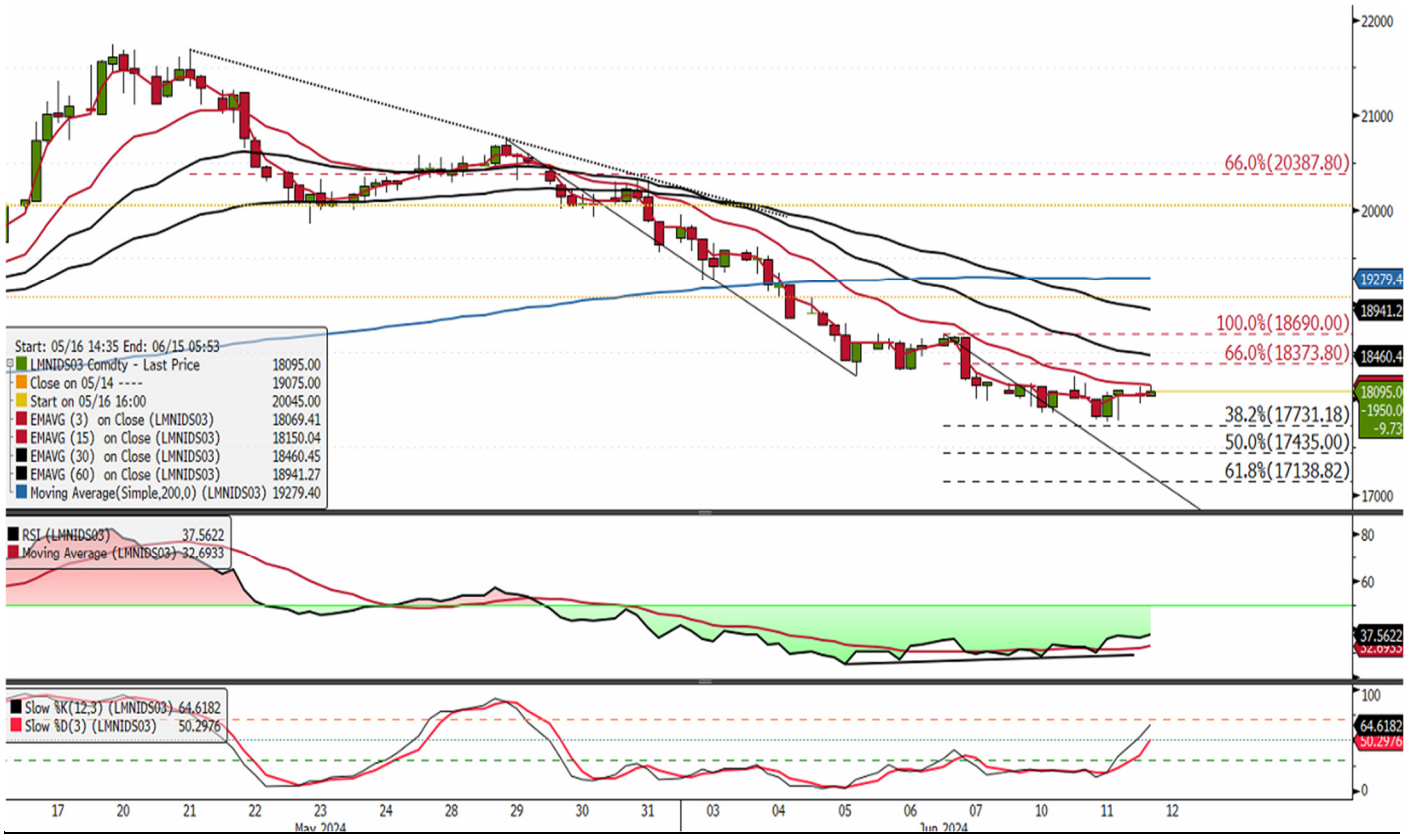 22000
21000
66.0%(20387.80)
20000
19279.4
18941.2
100.0%(18690.00)
66.0%(18373.80)
18460.4
18095.0
-1950.0
-9.73
38.2%(17731.18)
50.0%(17435.00)
61.8%(17138.82)
17000
Start: 05/16 14:35 End: 06/15 05:53
LMNIDS03 Comdty - Last Price 18095.00
Close on 05/14 ---- 19075.00
Start on 05/16 16:00 20045.00
EMAVG (3) on Close (LMNIDS03) 18069.41
EMAVG (15) on Close (LMNIDS03) 18150.04
EMAVG (30) on Close (LMNIDS03) 18460.45
EMAVG (60) on Close (LMNIDS03) 18941.27
Moving Average(Simple,200,0) (LMNIDS03) 19279.40
RSI (LMNIDS03) 37.5622
Moving Average (LMNIDS03) 32.6933
80
60
37.5622
32.6933
Slow %K(12,3) (LMNIDS03) 64.6182
Slow %D(3) (LMNIDS03) 50.2976
100
64.6182
50.2976
0
17 20 21 22 23 24 28 29 30 31 03 04 05 06 07 10 11 12
May 2024 Jun 2024